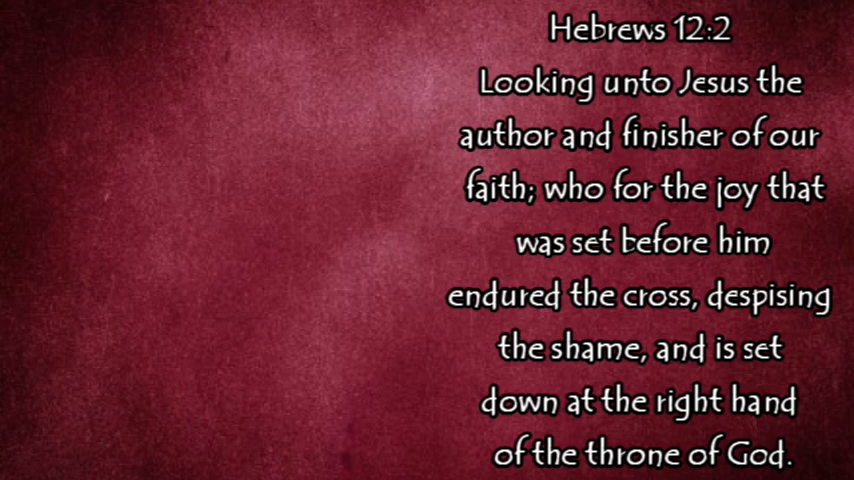 Hebrews 12:2
Looking unto Jesus the
author and finisher of our
faith; who for the joy that
was set before him
endured the cross, despising
the shame, and is set
down at the right hand
of the throne of God.